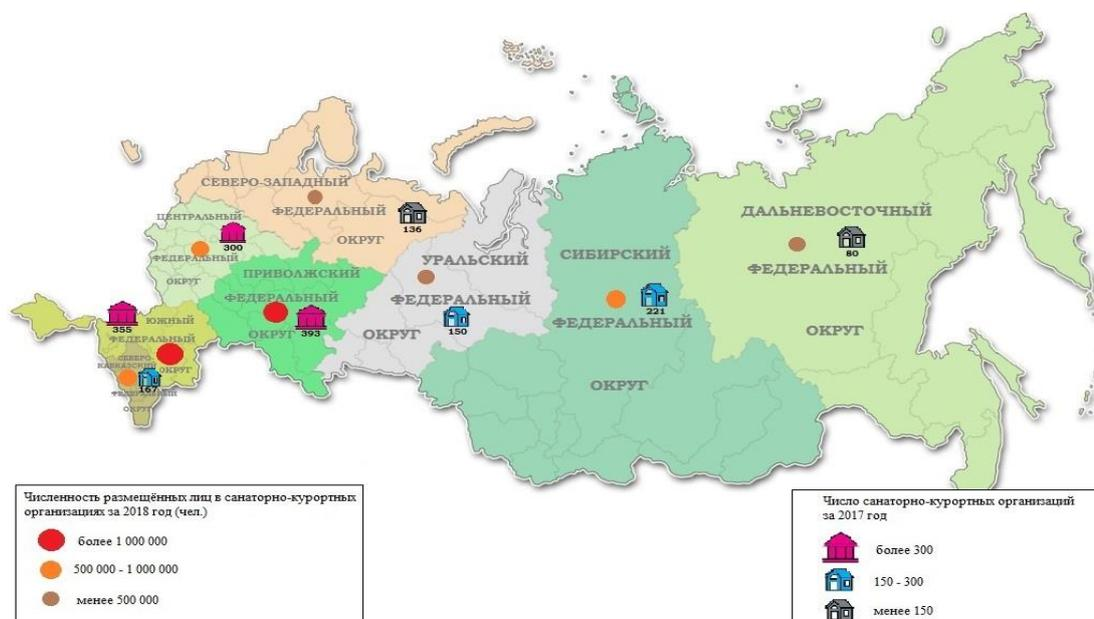 СЕВЕРО-ЗАПАДНЫЙ
ФЕДЕРАЛЬНЫЙ
ОКРУГ
136
ЦЕНТРАЛЬНЫЙ
300
ФЕДЕРАЛЬНЫЙ
ОКРУГ
ПРИВОЛЖСКИЙ
ФЕДЕРАЛЬНЫЙ
ОКРУГ
393
355
ЮЖНЫЙ
ФЕДЕРАЛЬНЫЙ
ОКРУГ
СЕВЕРО-
КАВКАЗСКИЙ
167
ФЕДЕРАЛЬНЫЙ
ОКРУГ
УРАЛЬСКИЙ
ФЕДЕРАЛЬНЫЙ
ОКРУГ
150
СИБИРСКИЙ
221
ФЕДЕРАЛЬНЫЙ
ОКРУГ
ДАЛЬНЕВОСТОЧНЫЙ
80
ФЕДЕРАЛЬНЫЙ
ОКРУГ
Численность размещённых лиц в санаторно-курортных
организациях за 2018 год (чел.)
более 1 000 000
500 000 - 1 000 000
менее 500 000
Число санаторно-курортных организаций
за 2017 год
более 300
150 - 300
менее 150